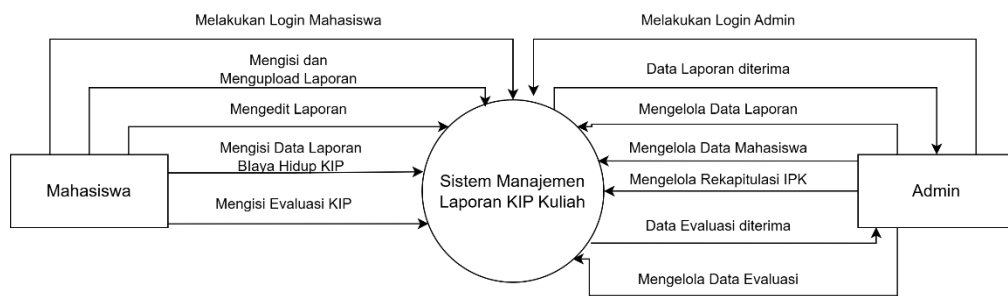 Melakukan Login Mahasiswa
Melakukan Login Admin
Mengisi dan
Mengupload Laporan
Data Laporan diterima
Mengedit Laporan
Mengelola Data Laporan
Mengisi Data Laporan
BIaya Hidup KIP
Mengelola Data Mahasiswa
Mahasiswa
Sistem Manajemen
Laporan KIP Kuliah
Mengelola Rekapitulasi IPK
Admin
Mengisi Evaluasi KIP
Data Evaluasi diterima
Mengelola Data Evaluasi